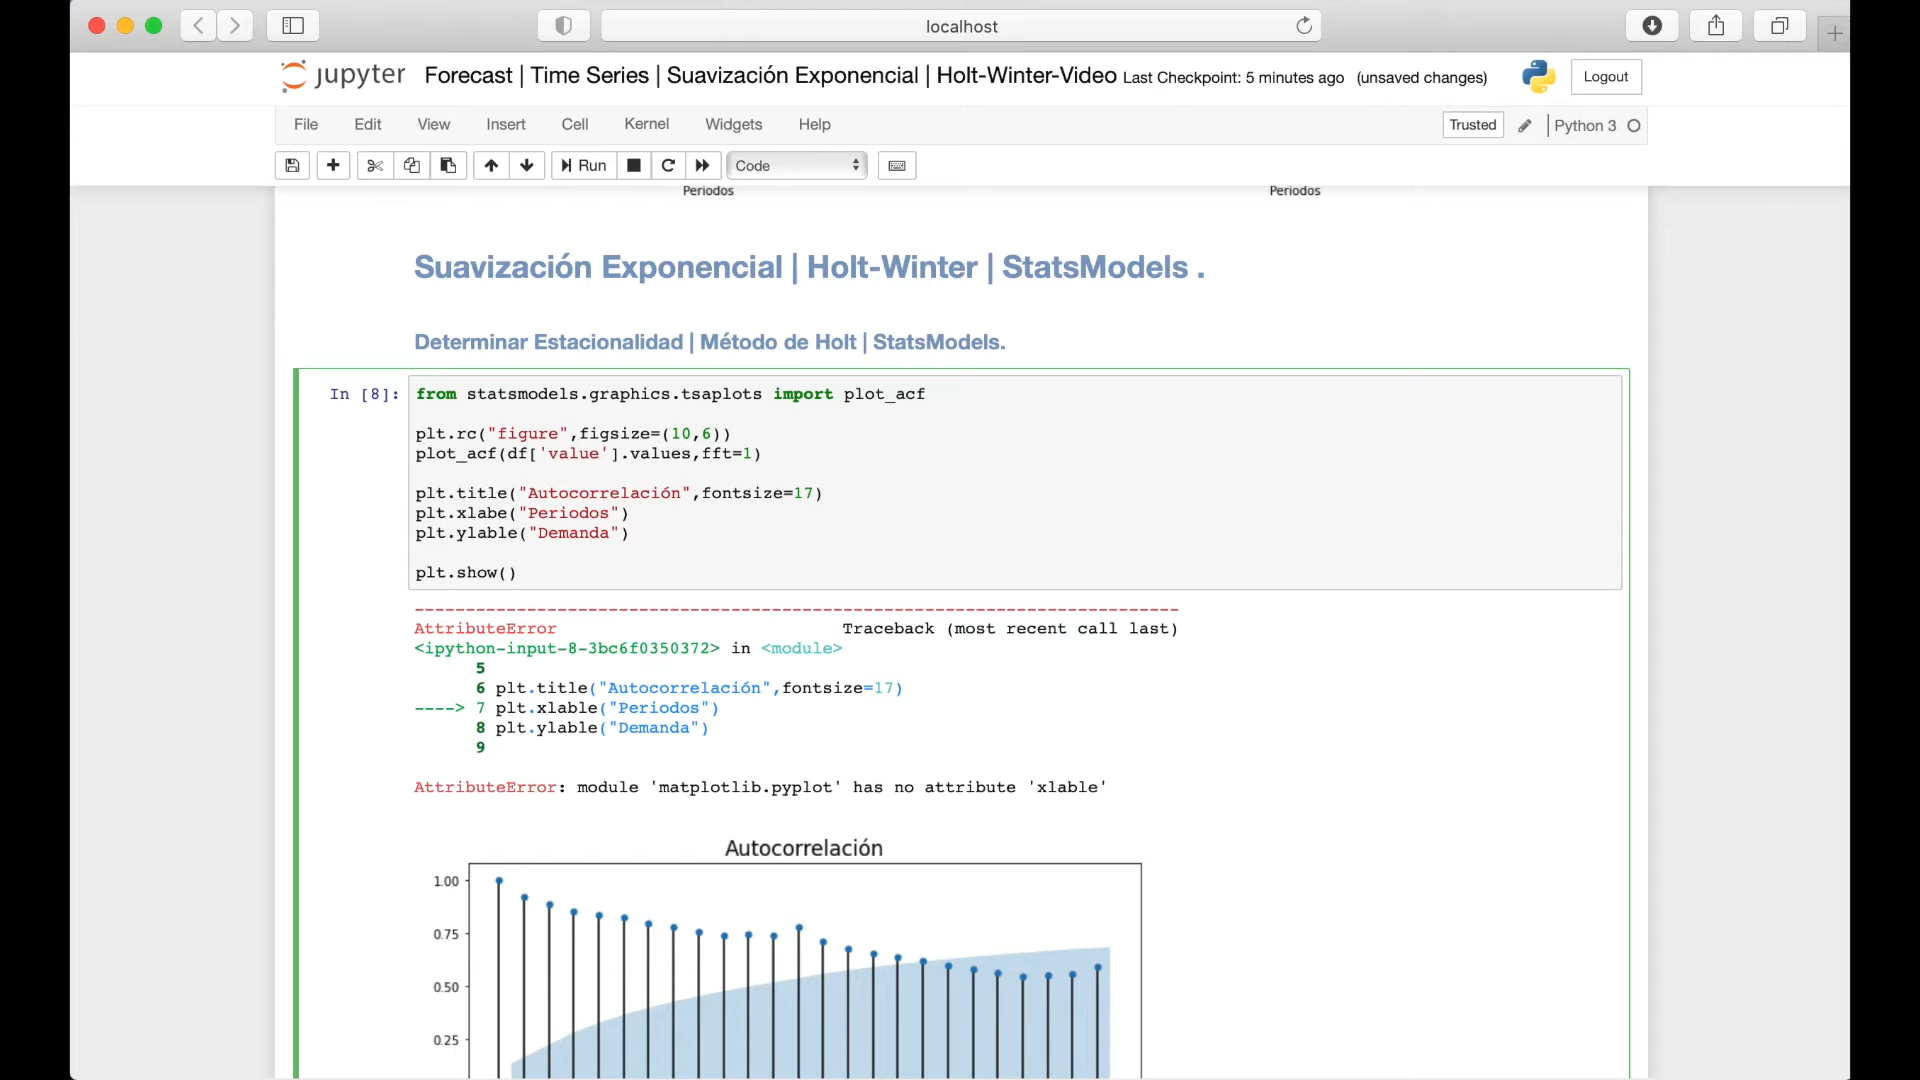 localhost
jupyter Forecast | Time Series | Suavización Exponencial | Holt-Winter-Video Last Checkpoint: 5 minutes ago (unsaved changes) Logout
File Edit View Insert Cell Kernel Widgets Help Trusted Python 3
Run Code
Periodos Periodos
Suavización Exponencial | Holt-Winter | StatsModels .
Determinar Estacionalidad | Método de Holt | StatsModels.
In [8]: from statsmodels.graphics.tsaplots import plot_acf
plt.rc("figure",figsize=(10,6))
plot_acf(df['value'].values,fft=1)
plt.title("Autocorrelación",fontsize=17)
plt.xlabe("Periodos")
plt.ylable("Demanda")
plt.show()
---------------------------------------------------------------------------
AttributeError Traceback (most recent call last)
<ipython-input-8-3bc6f0350372> in <module>
5
6 plt.title("Autocorrelación",fontsize=17)
----> 7 plt.xlable("Periodos")
8 plt.ylable("Demanda")
9
AttributeError: module 'matplotlib.pyplot' has no attribute 'xlable'
Autocorrelación
1.00
0.75
0.50
0.25